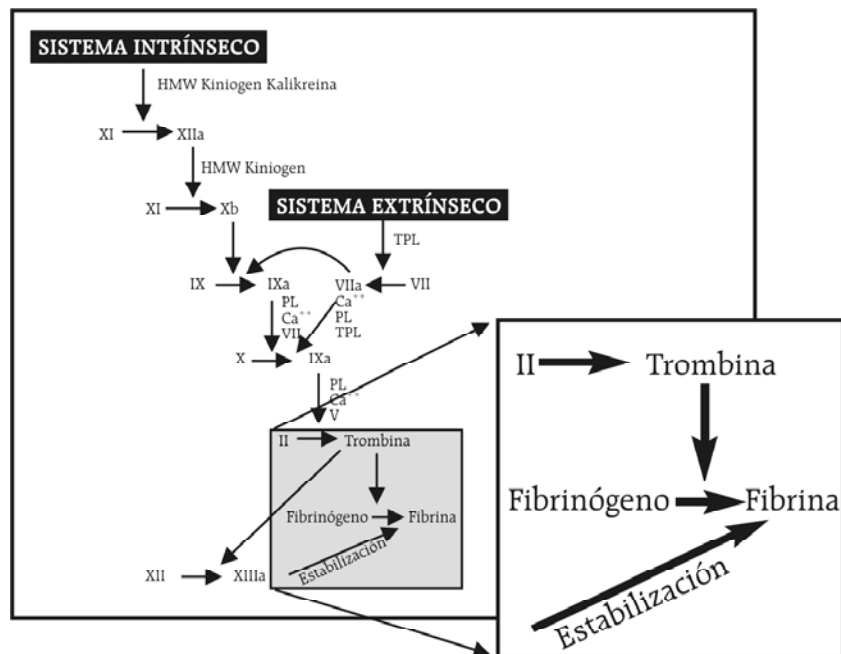 SISTEMA INTRÍNSECO
HMW Kiniogen Kalikreina
XI XIIa
HMW Kiniogen
XI Xb
SISTEMA EXTRÍNSECO
TPL
IX IXa VIIa VII
PL Ca++
Ca++ PL
VII TPL
X IXa
PL
Ca++
V
II Trombina
Fibrinógeno Fibrina
XII XIIIa Estabilización
II Trombina
Fibrinógeno Fibrina
Estabilización